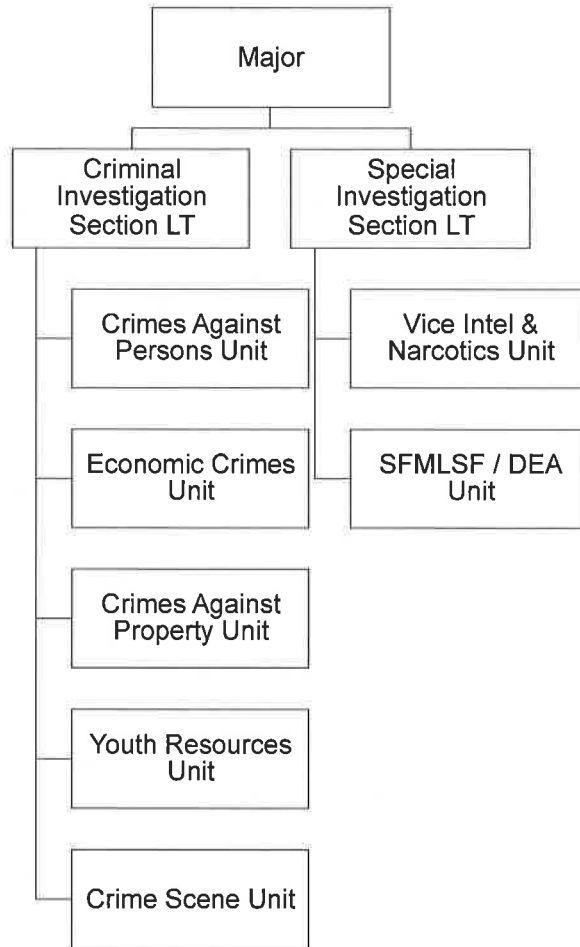 Major
Criminal
Investigation
Section LT
Special
Investigation
Section LT
Crimes Against
Persons Unit
Vice Intel &
Narcotics Unit
Economic Crimes
Unit
SFMLSF / DEA
Unit
Crimes Against
Property Unit
Youth Resources
Unit
Crime Scene Unit